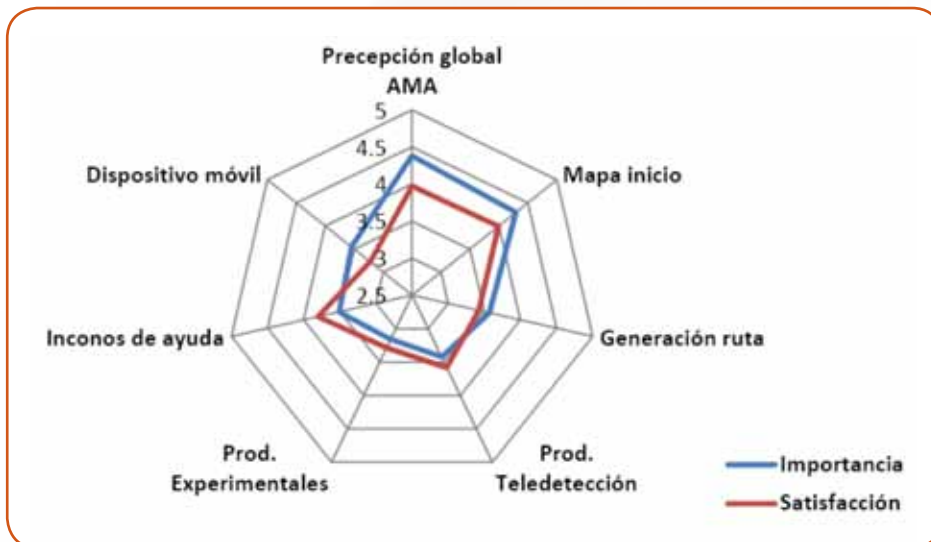 Precepción global
AMA
5
4.5
4
3.5
3
2.5
Mapa inicio
Generación ruta
Prod.
Teledetección
Prod.
Experimentales
Inconos de ayuda
Dispositivo móvil
Importancia
Satisfacción